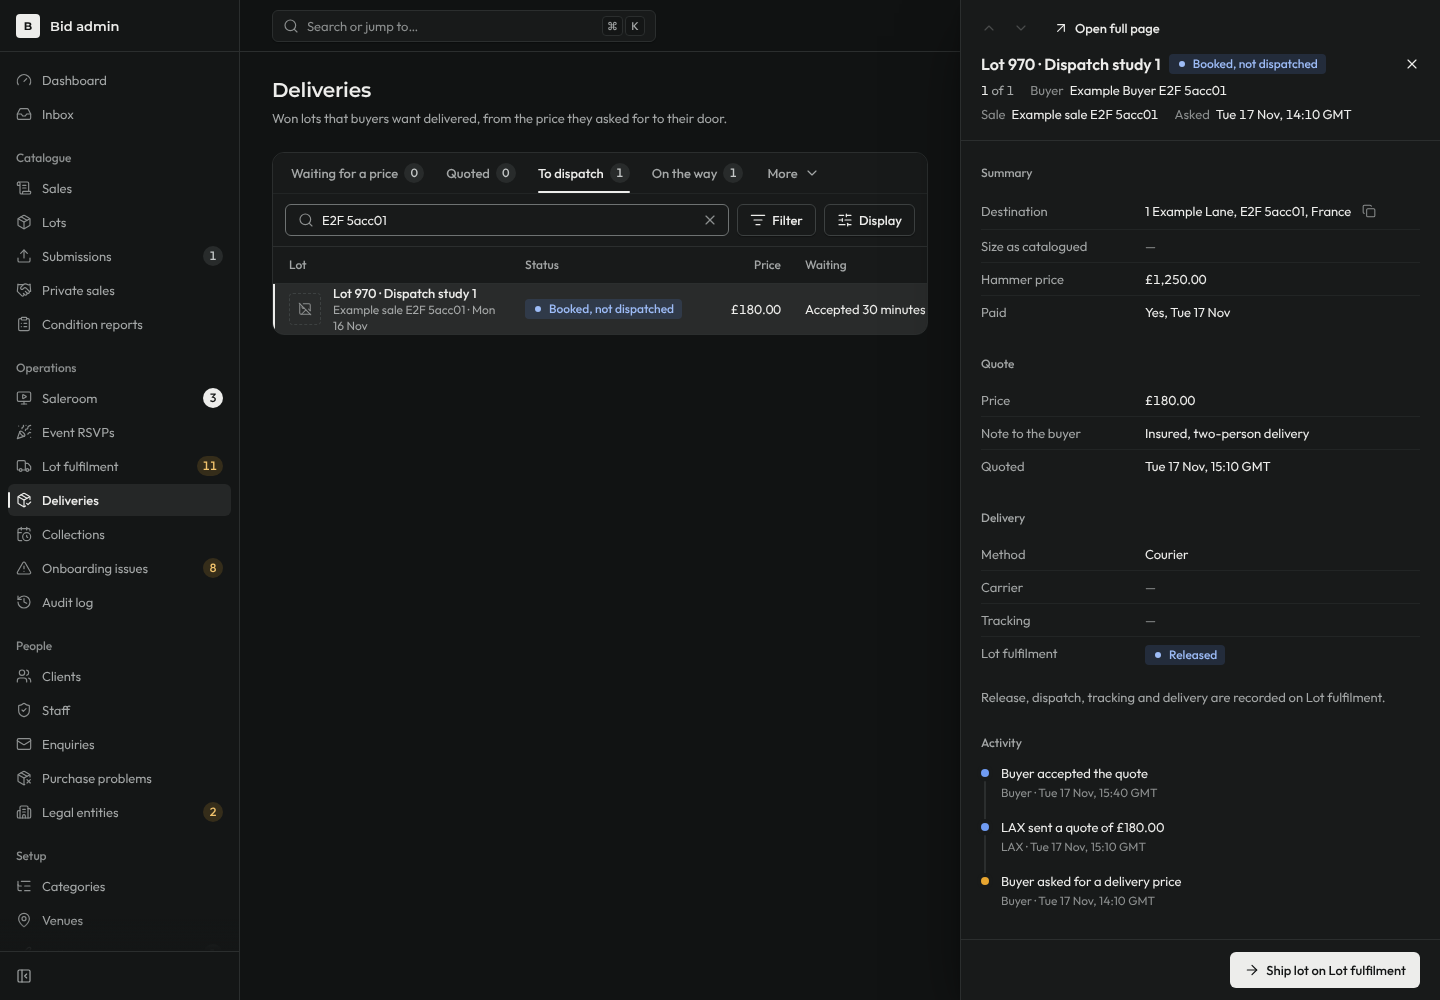 B Bid admin
Search or jump to... ⌘ K
Dashboard
Inbox
Catalogue
Sales
Lots
Submissions 1
Private sales
Condition reports
Operations
Saleroom 3
Event RSVPs
Lot fulfilment 11
Deliveries
Collections
Onboarding issues 8
Audit log
People
Clients
Staff
Enquiries
Purchase problems
Legal entities 2
Setup
Categories
Venues
Deliveries
Won lots that buyers want delivered, from the price they asked for to their door.
Waiting for a price 0 Quoted 0 To dispatch 1 On the way 1 More
E2F 5acc01 Filter Display
Lot Status Price Waiting
Lot 970 · Dispatch study 1
Example sale E2F 5acc01 · Mon
16 Nov
Booked, not dispatched £180.00 Accepted 30 minutes
Open full page
Lot 970 · Dispatch study 1 Booked, not dispatched
1 of 1 Buyer Example Buyer E2F 5acc01
Sale Example sale E2F 5acc01 Asked Tue 17 Nov, 14:10 GMT
Summary
Destination 1 Example Lane, E2F 5acc01, France
Size as catalogued —
Hammer price £1,250.00
Paid Yes, Tue 17 Nov
Quote
Price £180.00
Note to the buyer Insured, two-person delivery
Quoted Tue 17 Nov, 15:10 GMT
Delivery
Method Courier
Carrier —
Tracking —
Lot fulfilment Released
Release, dispatch, tracking and delivery are recorded on Lot fulfilment.
Activity
Buyer accepted the quote
Buyer · Tue 17 Nov, 15:40 GMT
LAX sent a quote of £180.00
LAX · Tue 17 Nov, 15:10 GMT
Buyer asked for a delivery price
Buyer · Tue 17 Nov, 14:10 GMT
Ship lot on Lot fulfilment